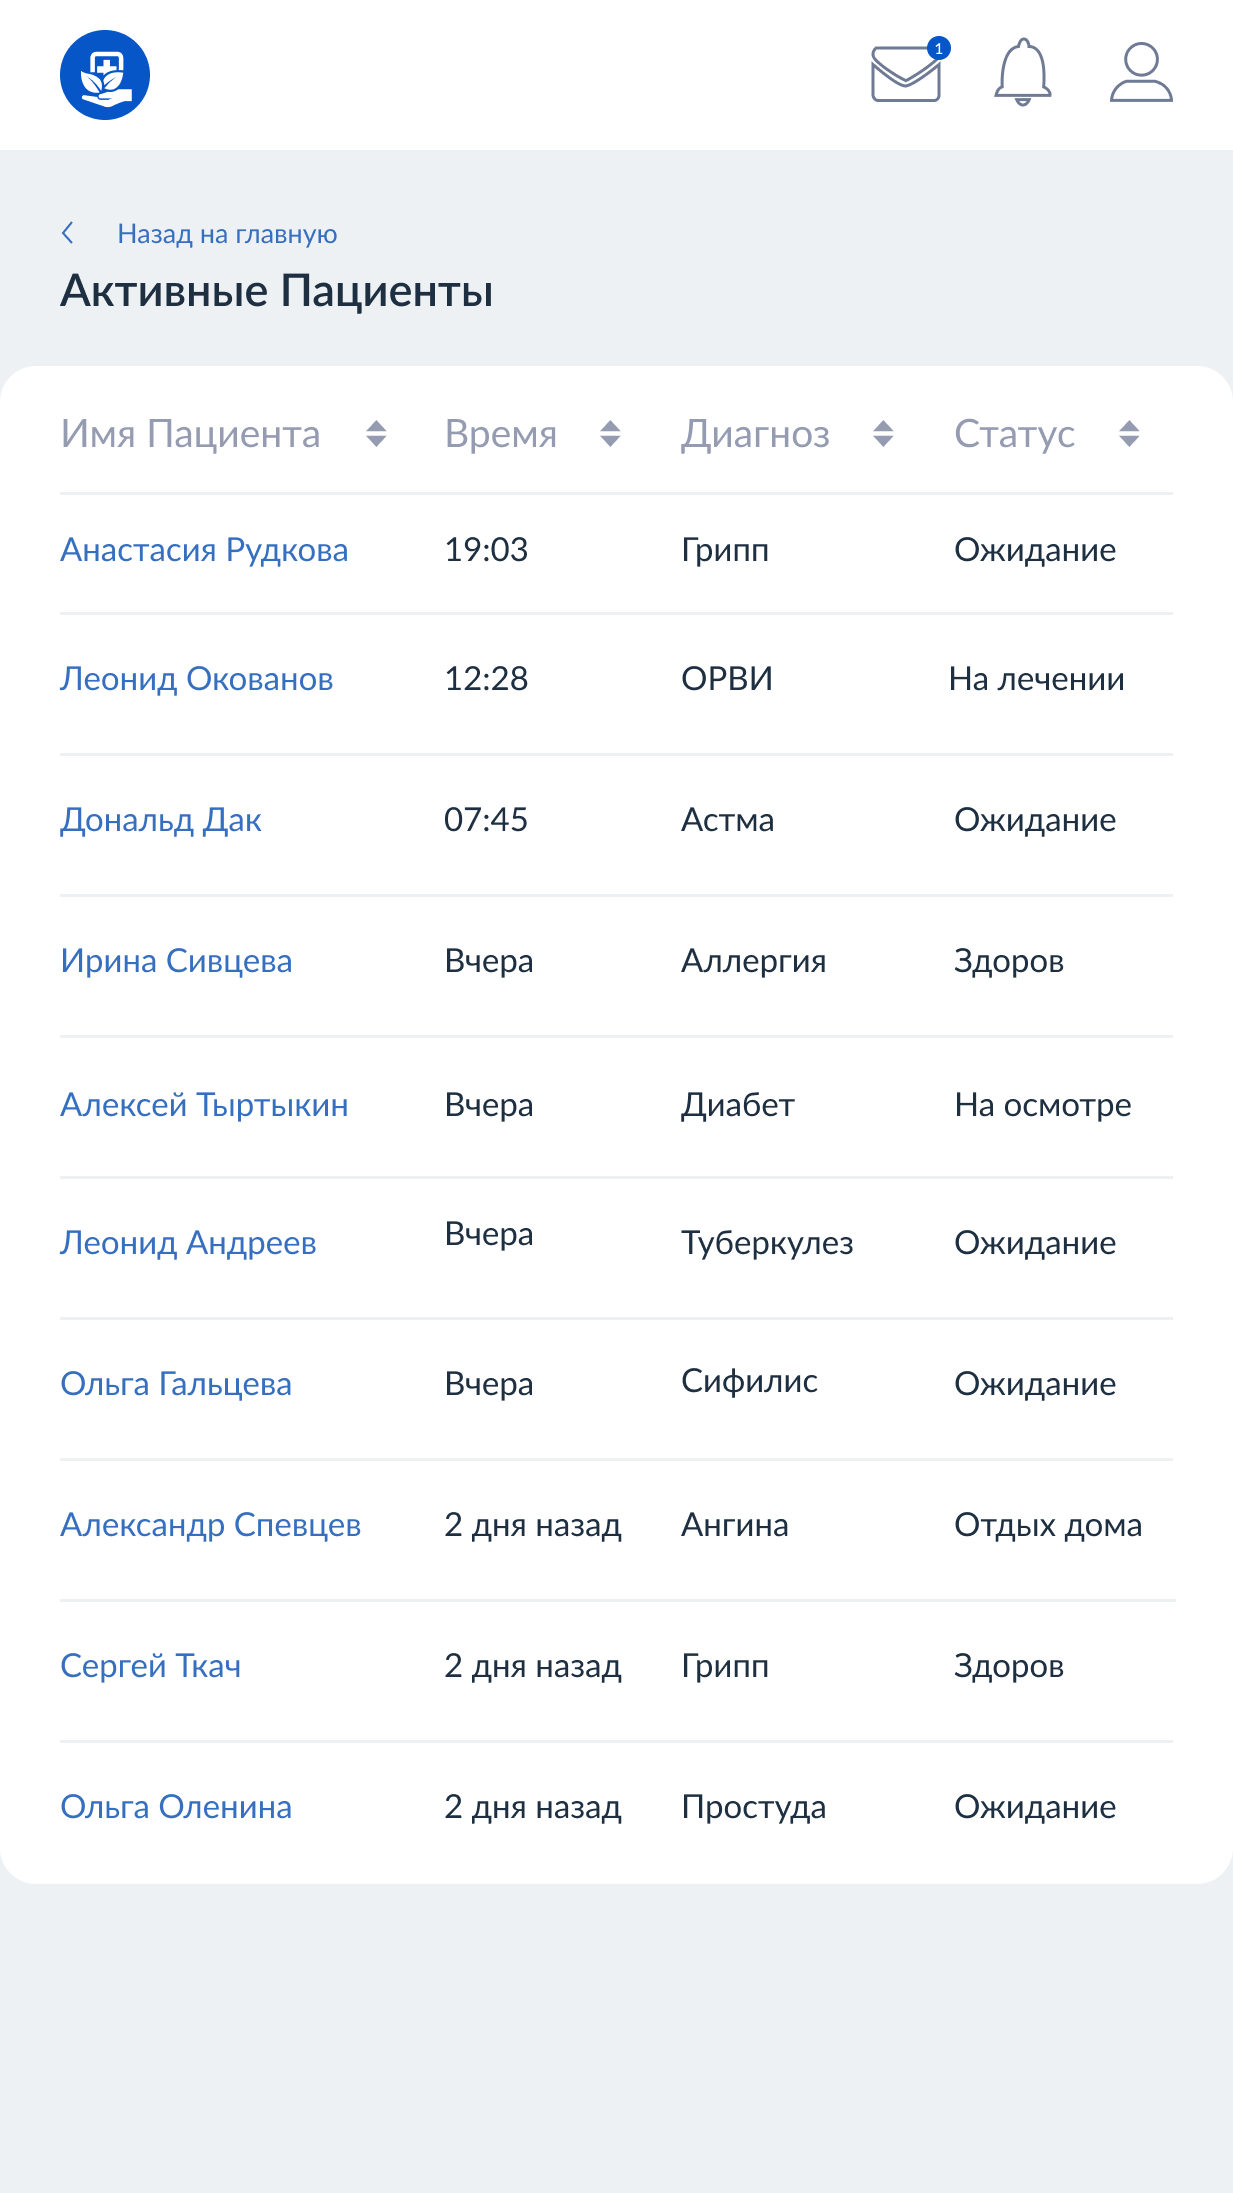 1
Назад на главную
Активные Пациенты
Имя Пациента Время Диагноз Статус
Анастасия Рудкова 19:03 Грипп Ожидание
Леонид Окованов 12:28 ОРВИ На лечении
Дональд Дак 07:45 Астма Ожидание
Ирина Сивцева Вчера Аллергия Здоров
Алексей Тыртыкин Вчера Диабет На осмотре
Леонид Андреев Вчера Туберкулез Ожидание
Ольга Гальцева Вчера Сифилис Ожидание
Александр Спевцев 2 дня назад Ангина Отдых дома
Сергей Ткач 2 дня назад Грипп Здоров
Ольга Оленина 2 дня назад Простуда Ожидание